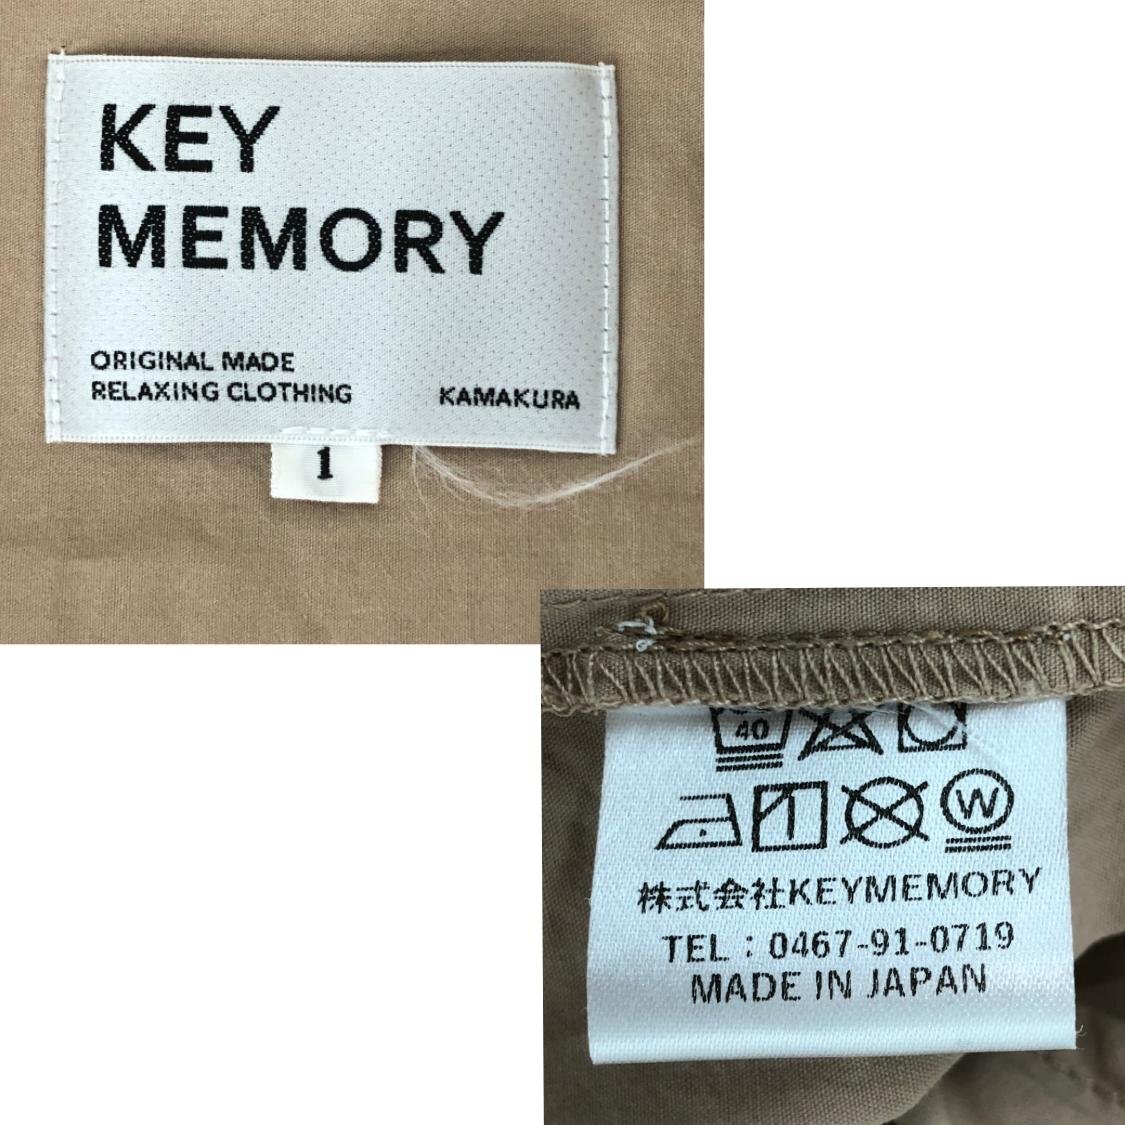 KEY
MEMORY
ORIGINAL MADE
RELAXING CLOTHING
KAMAKURA
1
40
W
株式会社KEYMEMORY
TEL：0467-91-0719
MADE IN JAPAN